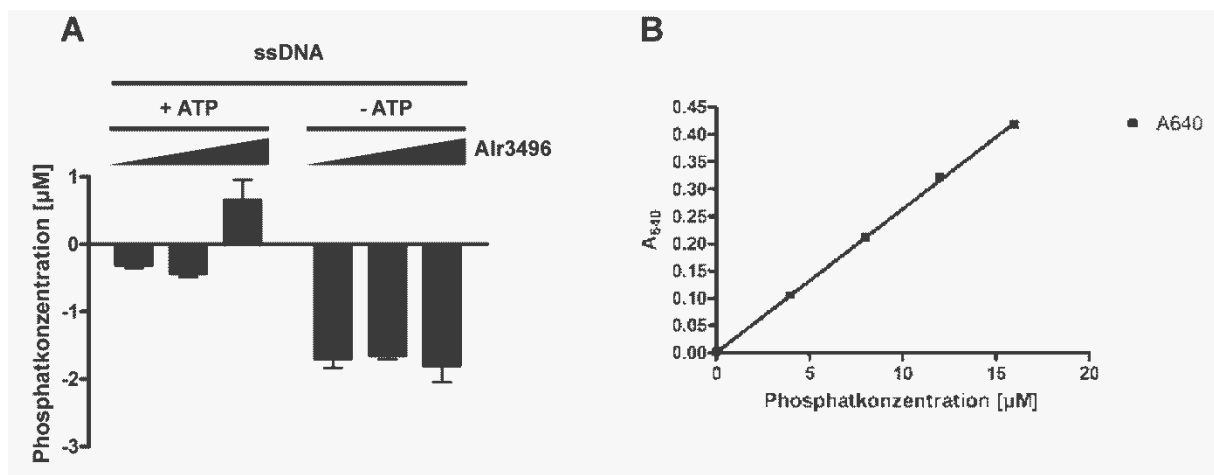 A
ssDNA
+ ATP
- ATP
Alr3496
Phosphatkonzentration [µM]
1
0
-1
-2
-3
B
A640
0.45
0.40
0.35
0.30
0.25
0.20
0.15
0.10
0.05
0.00
A640
0
5
10
15
20
Phosphatkonzentration [µM]